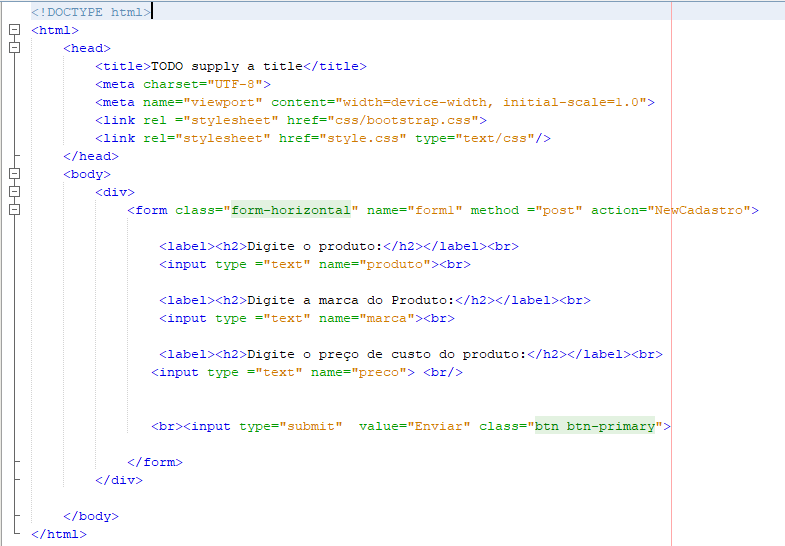 <!DOCTYPE html>
<html>
<head>
<title>TODO supply a title</title>
<meta charset="UTF-8">
<meta name="viewport" content="width=device-width, initial-scale=1.0">
<link rel ="stylesheet" href="css/bootstrap.css">
<link rel="stylesheet" href="style.css" type="text/css"/>
</head>
<body>
<div>
<form class="form-horizontal" name="form1" method ="post" action="NewCadastro">
<label><h2>Digite o produto:</h2></label><br>
<input type ="text" name="produto"><br>
<label><h2>Digite a marca do Produto:</h2></label><br>
<input type ="text" name="marca"><br>
<label><h2>Digite o preço de custo do produto:</h2></label><br>
<input type ="text" name="preco"> <br/>
<br><input type="submit"  value="Enviar" class="btn btn-primary">
</form>
</div>
</body>
</html>